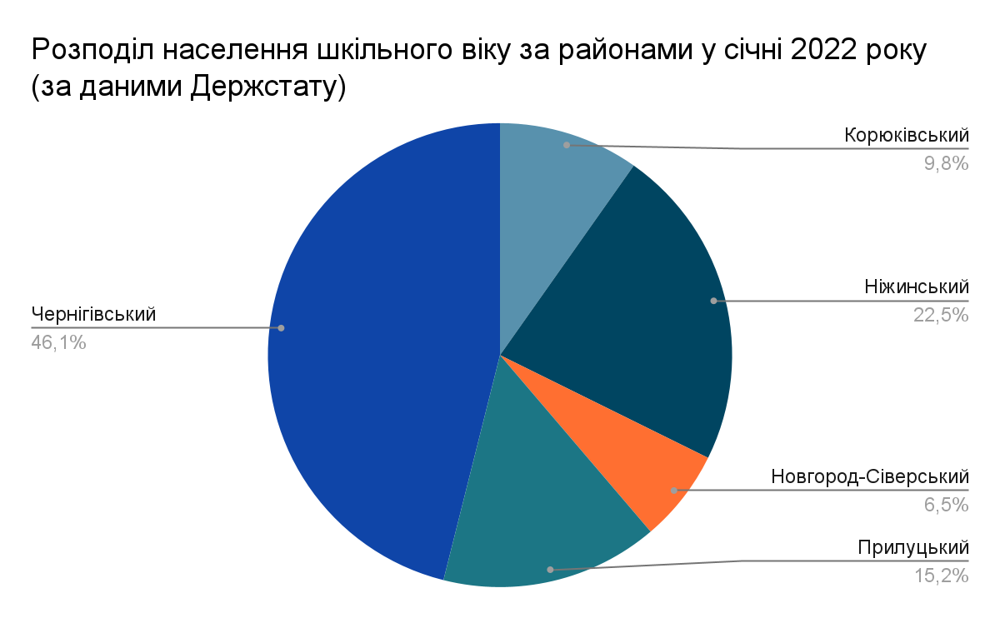 Розподіл населення шкільного віку за районами у січні 2022 року
(за даними Держстату)
Корюківський
9,8%
Ніжинський
22,5%
Чернігівський
46,1%
Новгород-Сіверський
6,5%
Прилуцький
15,2%